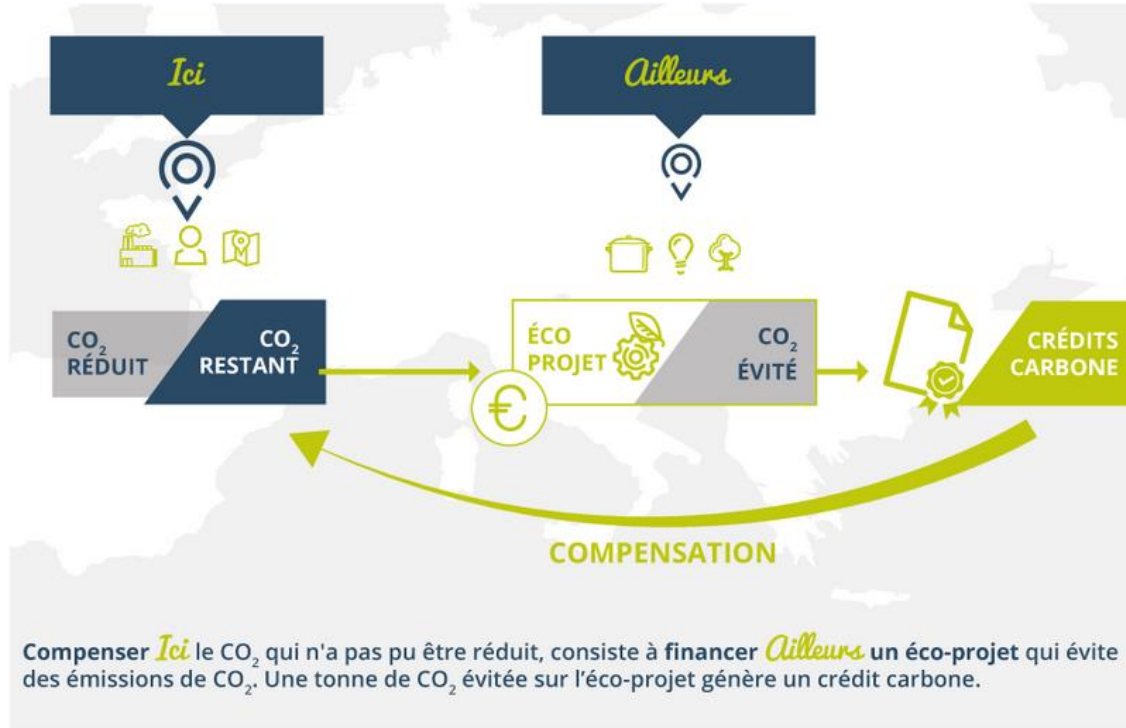 Ici
Ailleurs
CO₂
RÉDUIT
CO₂
RESTANT
€
ÉCO
PROJET
CO₂
ÉVITÉ
CRÉDITS
CARBONE
COMPENSATION
Compenser Ici le CO₂ qui n'a pas pu être réduit, consiste à financer Ailleurs un éco-projet qui évite
des émissions de CO₂. Une tonne de CO₂ évitée sur l’éco-projet génère un crédit carbone.